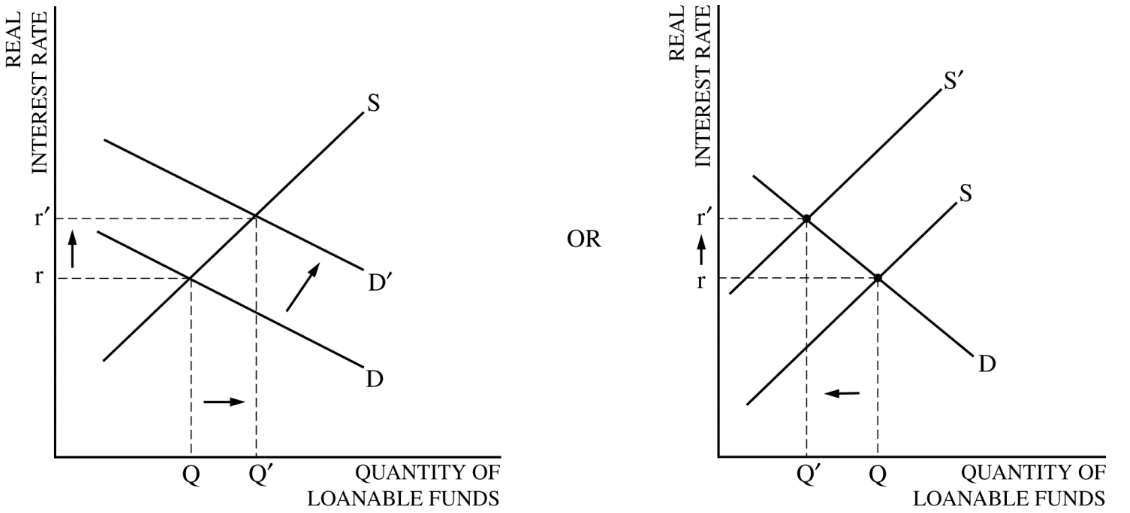 REAL
INTEREST RATE
S
r′
r
D′
D
Q
Q′
QUANTITY OF
LOANABLE FUNDS
OR
REAL
INTEREST RATE
S′
S
r′
r
D
Q′
Q
QUANTITY OF
LOANABLE FUNDS